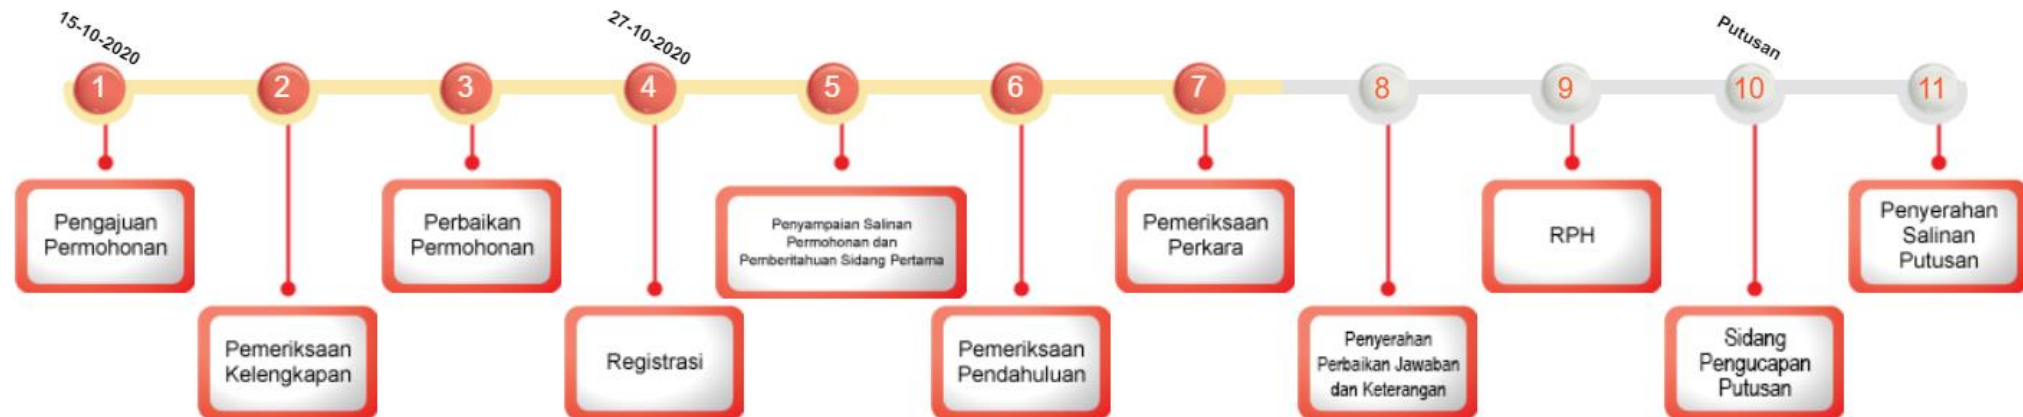 15-10-2020
27-10-2020
Putusan
1
2
3
4
5
6
7
8
9
10
11
Pengajuan
Permohonan
Pemeriksaan
Kelengkapan
Perbaikan
Permohonan
Registrasi
Penyampaian Salinan
Permohonan dan
Pemberitahuan Sidang Pertama
Pemeriksaan
Pendahuluan
Pemeriksaan
Perkara
Penyerahan
Perbaikan Jawaban
dan Keterangan
RPH
Sidang
Pengucapan
Putusan
Penyerahan
Salinan
Putusan